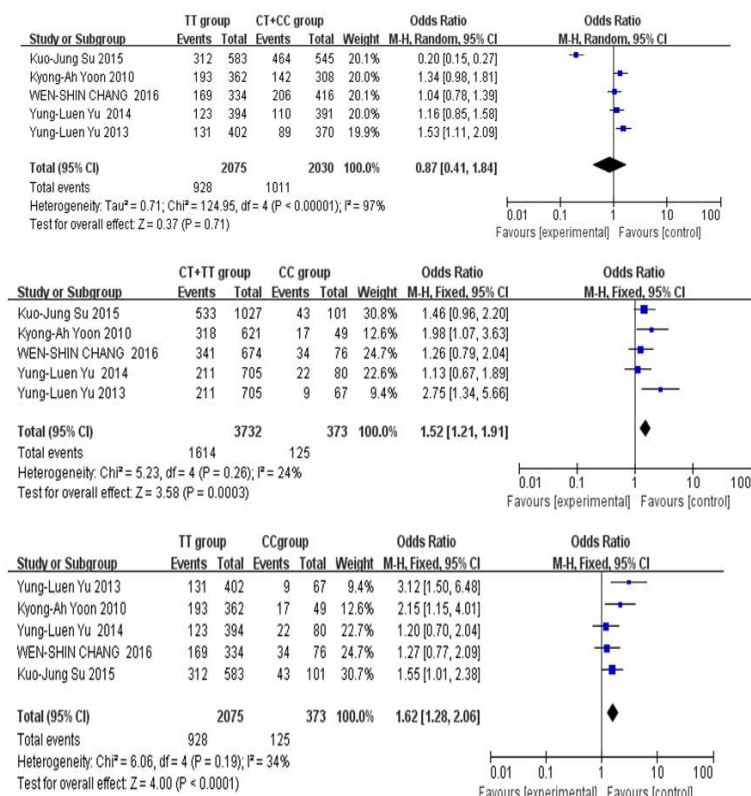 TT group CT+CC group Odds Ratio Odds Ratio
Study or Subgroup Events Total Events Total Weight M-H, Random, 95% CI M-H, Random, 95% CI
Kuo-Jung Su 2015 312 583 464 545 20.1% 0.20 [0.15, 0.27]
Kyong-Ah Yoon 2010 193 362 142 308 20.0% 1.34 [0.98, 1.81]
WEN-SHIN CHANG 2016 169 334 206 416 20.1% 1.04 [0.78, 1.39]
Yung-Luen Yu 2014 123 394 110 391 20.0% 1.16 [0.85, 1.58]
Yung-Luen Yu 2013 131 402 89 370 19.9% 1.53 [1.11, 2.09]
Total (95% CI) 2075 2030 100.0% 0.87 [0.41, 1.84]
Total events 928 1011
Heterogeneity: Tau² = 0.71; Chi² = 124.95, df = 4 (P < 0.00001); I² = 97%
Test for overall effect: Z = 0.37 (P = 0.71)
0.01 0.1 1 10 100
Favours [experimental] Favours [control]
CT+TT group CC group Odds Ratio Odds Ratio
Study or Subgroup Events Total Events Total Weight M-H, Fixed, 95% CI M-H, Fixed, 95% CI
Kuo-Jung Su 2015 533 1027 43 101 30.8% 1.46 [0.96, 2.20]
Kyong-Ah Yoon 2010 318 621 17 49 12.6% 1.98 [1.07, 3.63]
WEN-SHIN CHANG 2016 341 674 34 76 24.7% 1.26 [0.79, 2.04]
Yung-Luen Yu 2014 211 705 22 80 22.6% 1.13 [0.67, 1.89]
Yung-Luen Yu 2013 211 705 9 67 9.4% 2.75 [1.34, 5.66]
Total (95% CI) 3732 373 100.0% 1.52 [1.21, 1.91]
Total events 1614 125
Heterogeneity: Chi² = 5.23, df = 4 (P = 0.26); I² = 24%
Test for overall effect: Z = 3.58 (P = 0.0003)
0.01 0.1 1 10 100
Favours [experimental] Favours [control]
TT group CCgroup Odds Ratio Odds Ratio
Study or Subgroup Events Total Events Total Weight M-H, Fixed, 95% CI M-H, Fixed, 95% CI
Yung-Luen Yu 2013 131 402 9 67 9.4% 3.12 [1.50, 6.48]
Kyong-Ah Yoon 2010 193 362 17 49 12.6% 2.15 [1.15, 4.01]
Yung-Luen Yu 2014 123 394 22 80 22.7% 1.20 [0.70, 2.04]
WEN-SHIN CHANG 2016 169 334 34 76 24.7% 1.27 [0.77, 2.09]
Kuo-Jung Su 2015 312 583 43 101 30.7% 1.55 [1.01, 2.38]
Total (95% CI) 2075 373 100.0% 1.62 [1.28, 2.06]
Total events 928 125
Heterogeneity: Chi² = 6.06, df = 4 (P = 0.19); I² = 34%
Test for overall effect: Z = 4.00 (P < 0.0001)
0.01 0.1 1 10 100
Favours [experimental] Favours [control]